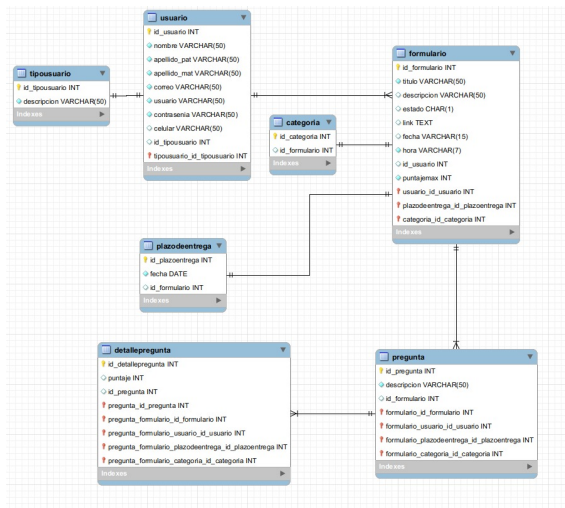 usuario
id_usuario INT
nombre VARCHAR(50)
apellido_pat VARCHAR(50)
apellido_mat VARCHAR(50)
correo VARCHAR(50)
usuario VARCHAR(50)
contrasenia VARCHAR(50)
celular VARCHAR(50)
id_tipousuario INT
tipousuario_id_tipousuario INT
Indexes
tipousuario
id_tipousuario INT
descripcion VARCHAR(50)
Indexes
formulario
id_formulario INT
titulo VARCHAR(50)
descripcion VARCHAR(50)
estado CHAR(1)
link TEXT
fecha VARCHAR(15)
hora VARCHAR(7)
id_usuario INT
puntajemax INT
usuario_id_usuario INT
plazodeentrega_id_plazoentrega INT
categoria_id_categoria INT
Indexes
categoria
id_categoria INT
id_formulario INT
Indexes
plazodeentrega
id_plazoentrega INT
fecha DATE
id_formulario INT
Indexes
detallepregunta
id_detallepregunta INT
puntaje INT
id_pregunta INT
pregunta_id_pregunta INT
pregunta_formulario_id_formulario INT
pregunta_formulario_usuario_id_usuario INT
pregunta_formulario_plazodeentrega_id_plazoentrega INT
pregunta_formulario_categoria_id_categoria INT
Indexes
pregunta
id_pregunta INT
descripcion VARCHAR(50)
id_formulario INT
formulario_id_formulario INT
formulario_usuario_id_usuario INT
formulario_plazodeentrega_id_plazoentrega INT
formulario_categoria_id_categoria INT
Indexes